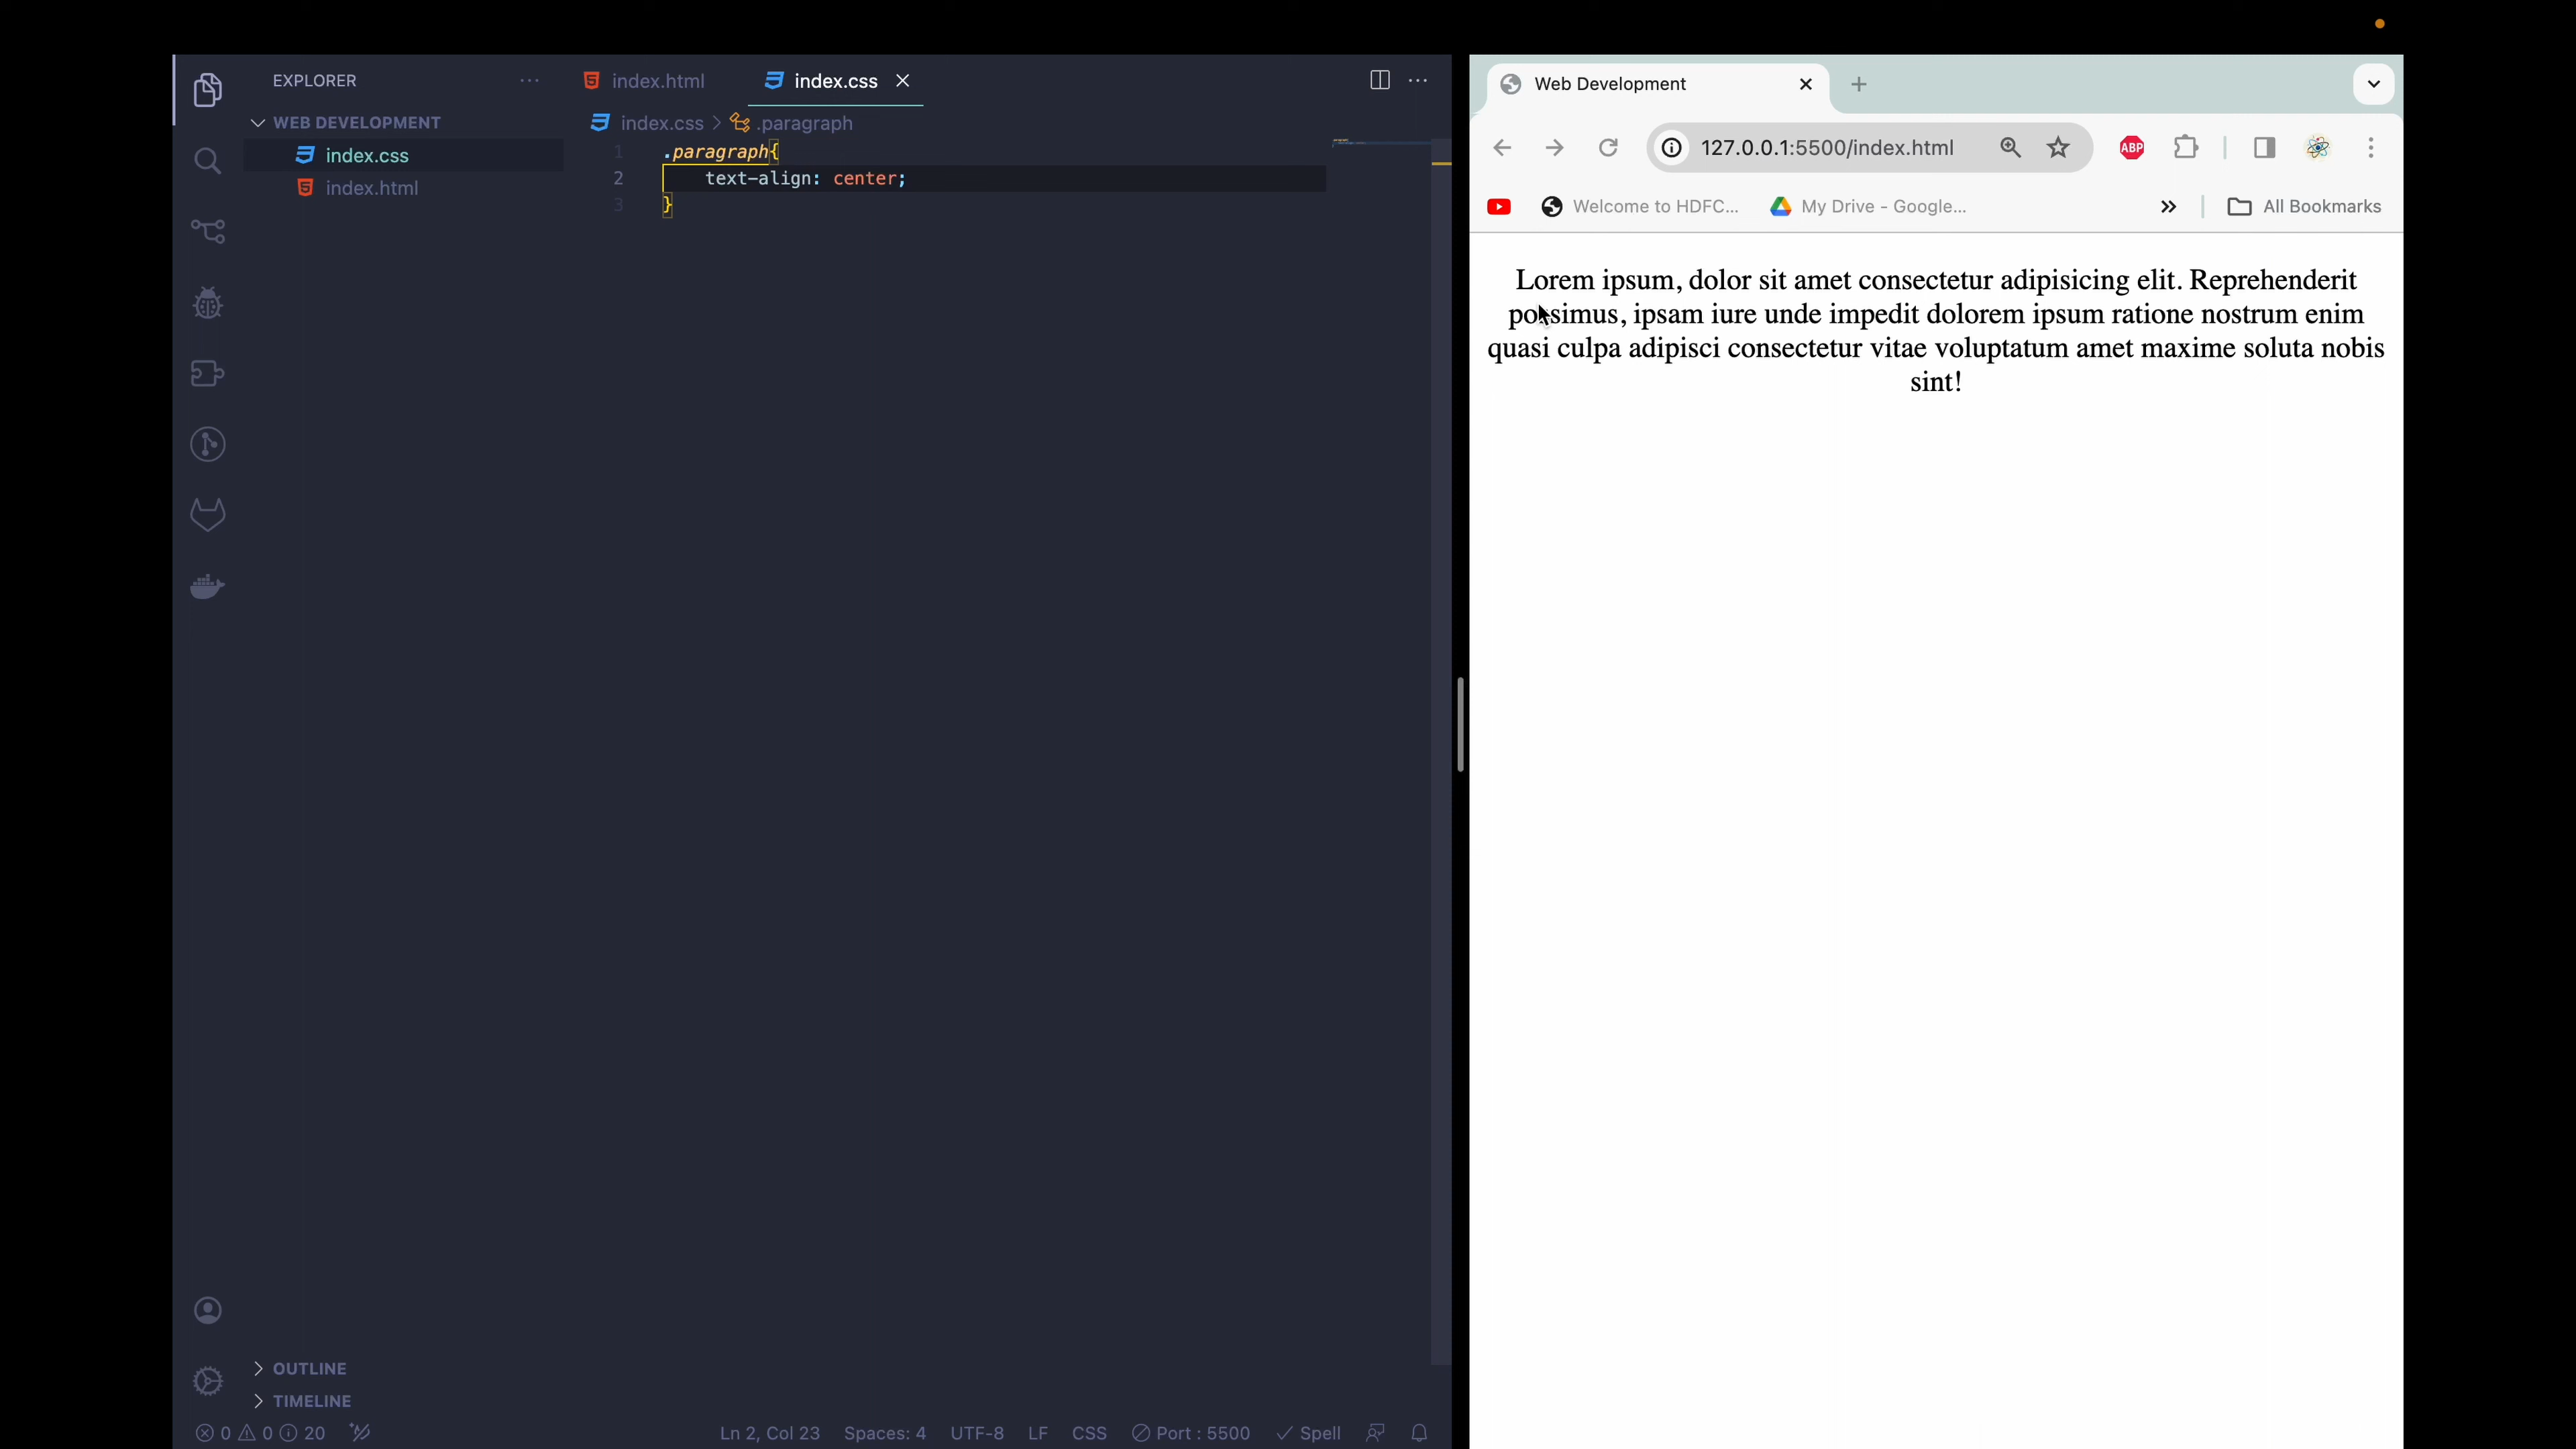 EXPLORER
WEB DEVELOPMENT
index.css
index.html
OUTLINE
TIMELINE
index.html
index.css
index.css > .paragraph
1 .paragraph{
2     text-align: center;
3 }
0 0 20
Ln 2, Col 23 Spaces: 4 UTF-8 LF CSS Port : 5500 Spell
Web Development
127.0.0.1:5500/index.html
ABP
Welcome to HDFC... My Drive - Google... » All Bookmarks
Lorem ipsum, dolor sit amet consectetur adipisicing elit. Reprehenderit
possimus, ipsam iure unde impedit dolorem ipsum ratione nostrum enim
quasi culpa adipisci consectetur vitae voluptatum amet maxime soluta nobis
sint!